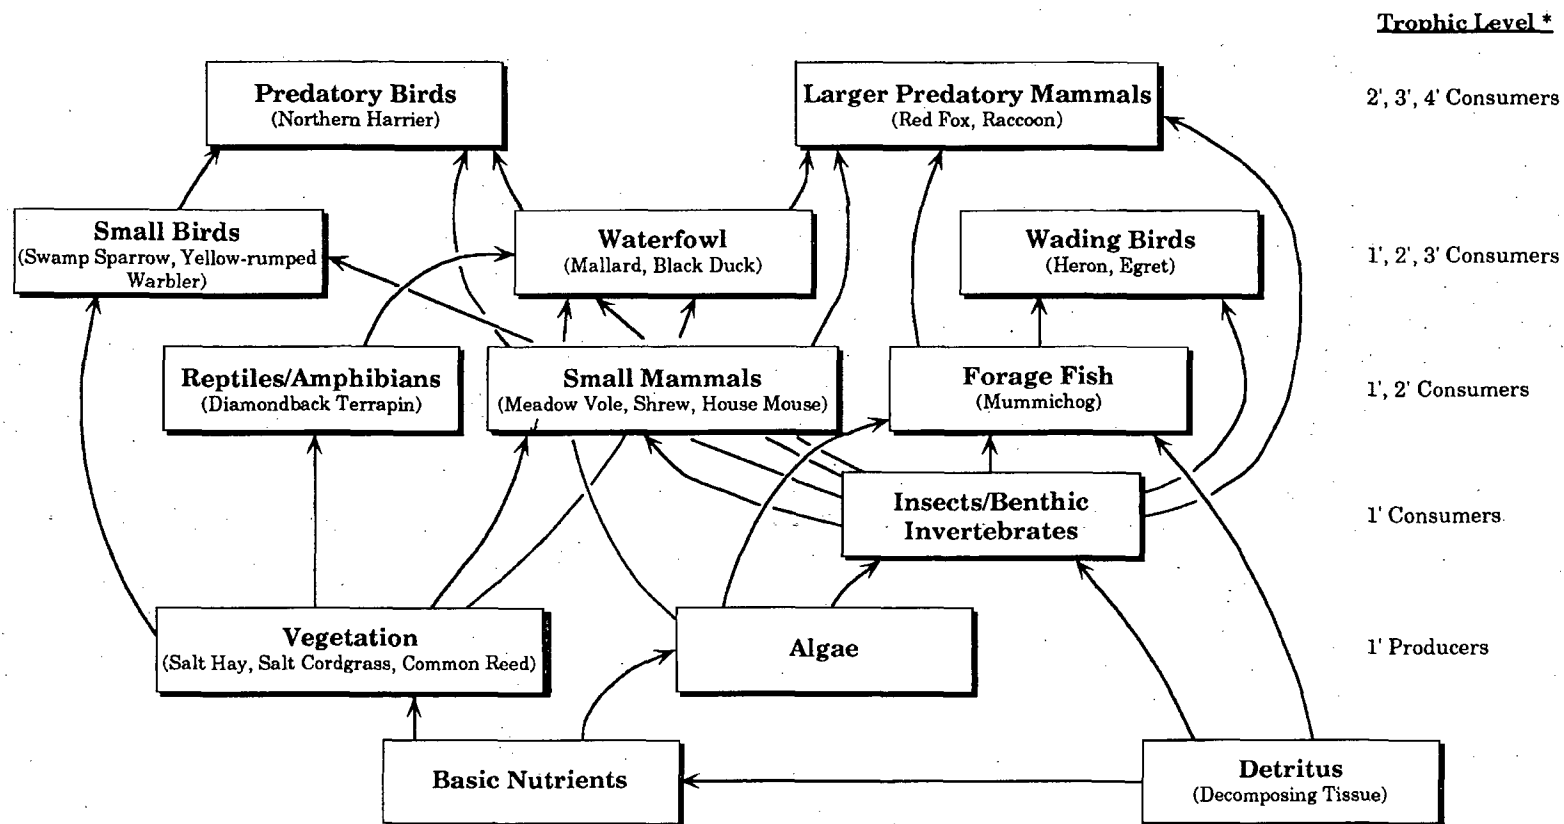 Trophic Level *
Predatory Birds
(Northern Harrier)
Larger Predatory Mammals
(Red Fox, Raccoon)
2', 3', 4' Consumers
Small Birds
(Swamp Sparrow, Yellow-rumped
Warbler)
Waterfowl
(Mallard, Black Duck)
Wading Birds
(Heron, Egret)
1', 2', 3' Consumers
Reptiles/Amphibians
(Diamondback Terrapin)
Small Mammals
(Meadow Vole, Shrew, House Mouse)
Forage Fish
(Mummichog)
1', 2' Consumers
Insects/Benthic
Invertebrates
1' Consumers
Vegetation
(Salt Hay, Salt Cordgrass, Common Reed)
Algae
1' Producers
Basic Nutrients
Detritus
(Decomposing Tissue)